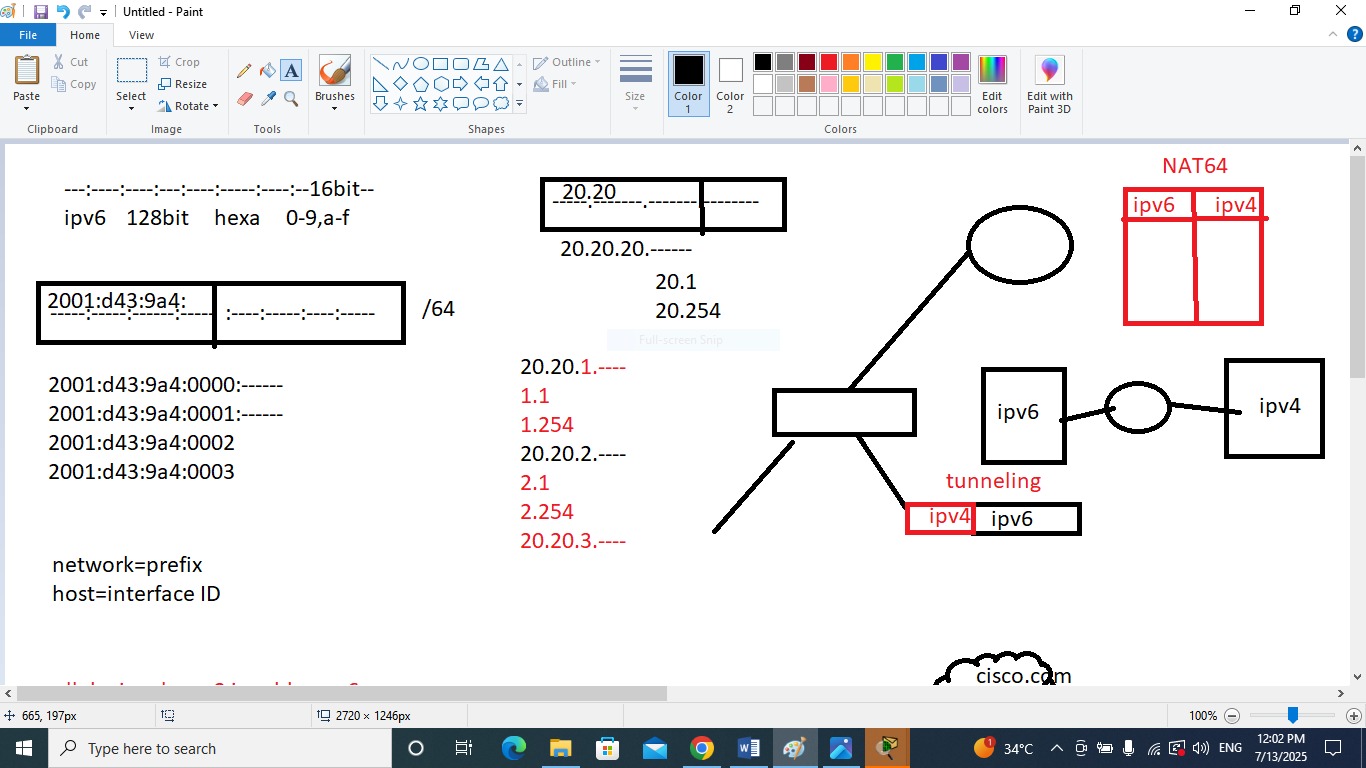 Untitled - Paint
File Home View
Paste
Cut
Copy
Clipboard
Select
Crop
Resize
Rotate
Image
A
Tools
Brushes
Shapes
Outline
Fill
Size
Color 1
Color 2
Colors
Edit colors
Edit with Paint 3D
---:----:----:---:----:-----:----:--16bit--
ipv6 128bit hexa 0-9,a-f
2001:d43:9a4:
-----:-----:------:----- :----:-----:----:-----
/64
2001:d43:9a4:0000:------
2001:d43:9a4:0001:------
2001:d43:9a4:0002
2001:d43:9a4:0003
network=prefix
host=interface ID
20.20
-----.-------.------- --------
20.20.20.------
20.1
20.254
Full-screen Snip
20.20.1.----
1.1
1.254
20.20.2.----
2.1
2.254
20.20.3.----
NAT64
ipv6 ipv4
ipv6
ipv4
tunneling
ipv4 ipv6
cisco.com
665, 197px
2720 × 1246px
100%
Type here to search
W
1
34°C
ENG
12:02 PM
7/13/2025